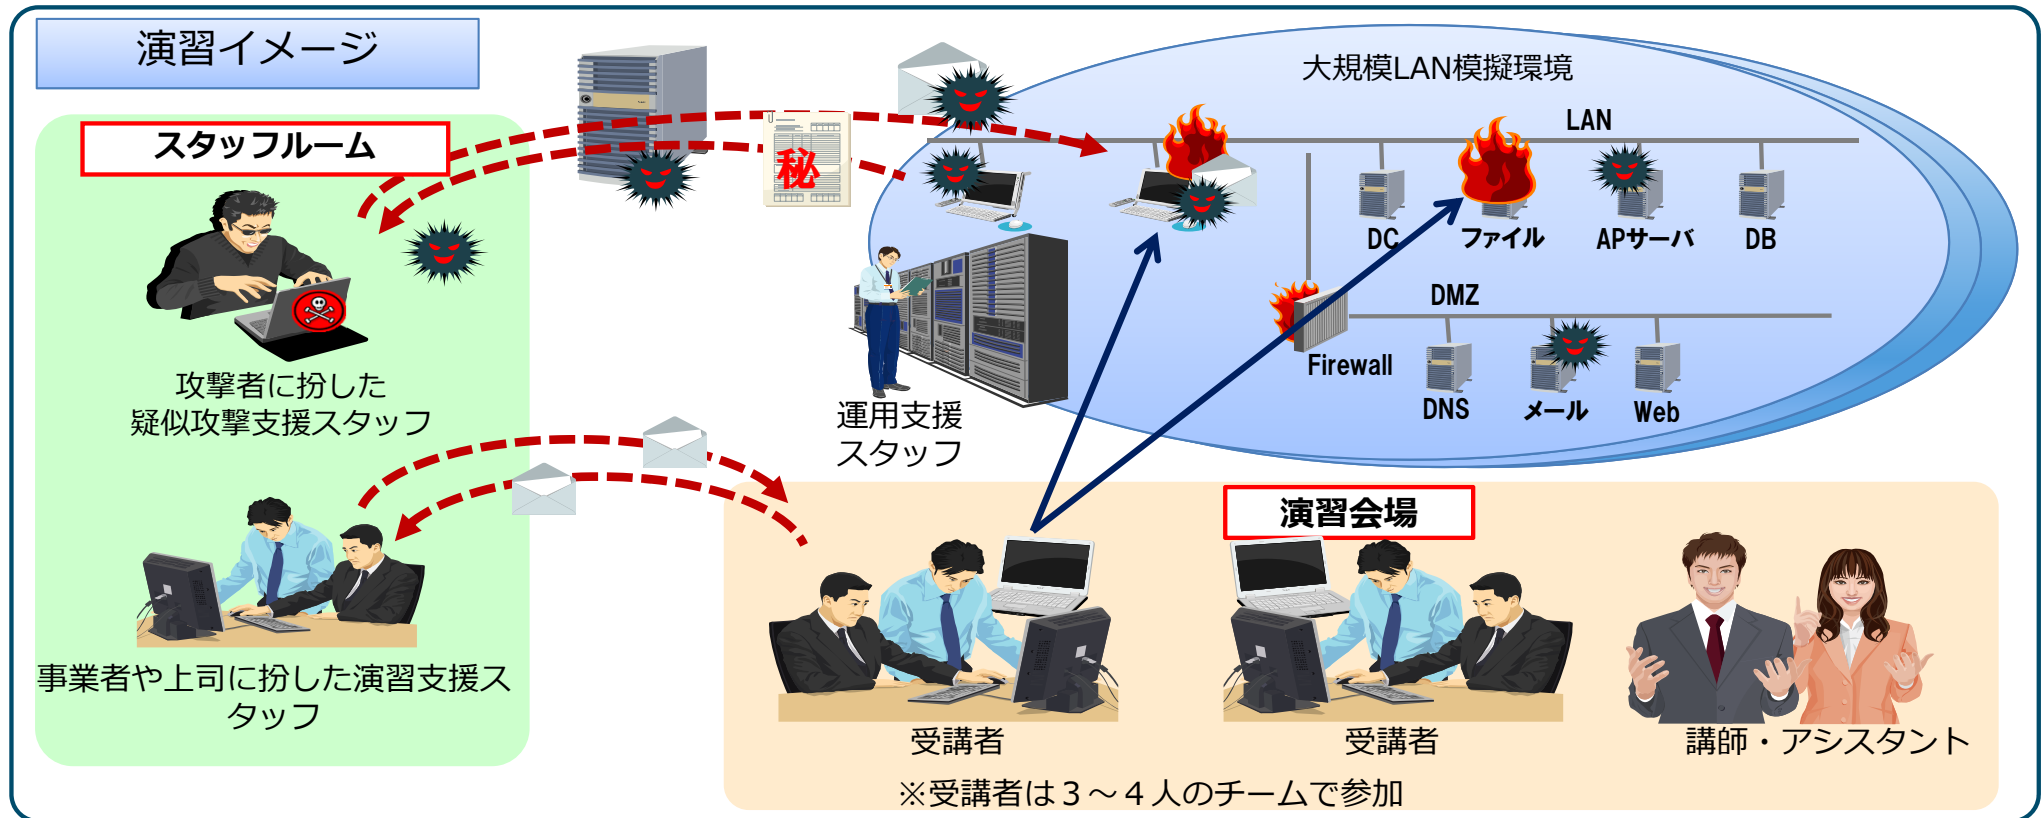 演習イメージ
スタッフルーム
秘
大規模LAN模擬環境
LAN
DC
ファイル
APサーバ
DB
DMZ
Firewall
DNS
メール
Web
攻撃者に扮した
疑似攻撃支援スタッフ
運用支援
スタッフ
演習会場
事業者や上司に扮した演習支援ス
タッフ
受講者
受講者
講師・アシスタント
※受講者は３～４人のチームで参加